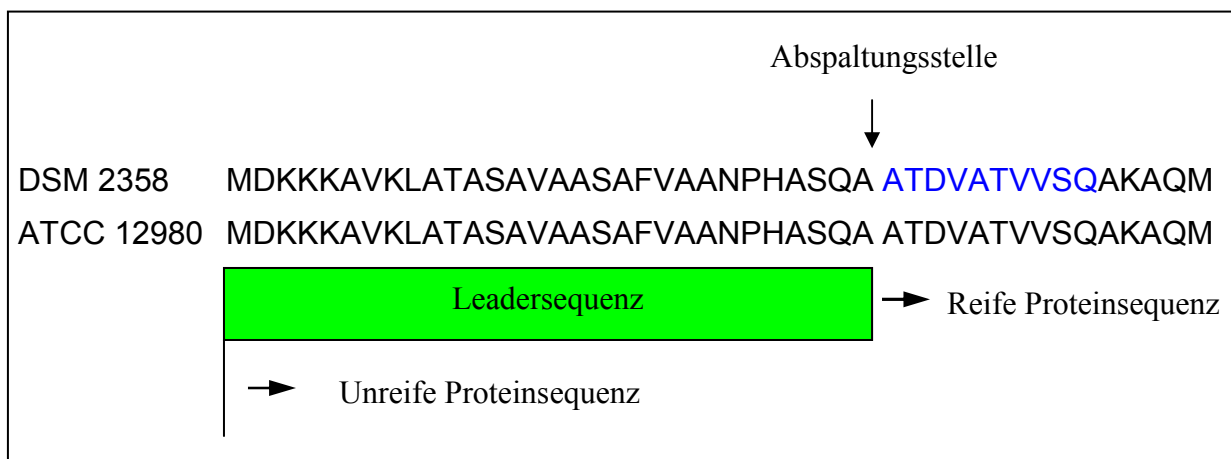 Abspaltungsstelle
DSM 2358 MDKKKAVKLATASAVAASAFVAANPHASQA ATDVATVVSQAKAQM
ATCC 12980 MDKKKAVKLATASAVAASAFVAANPHASQA ATDVATVVSQAKAQM
Leadersequenz
Reife Proteinsequenz
Unreife Proteinsequenz